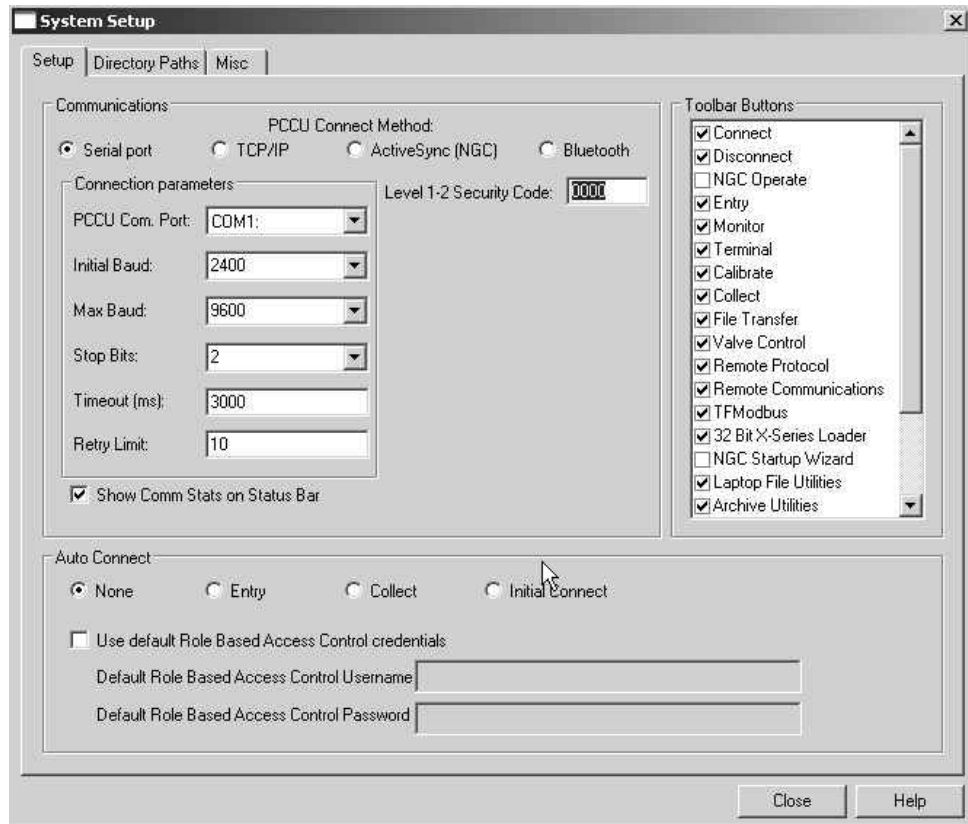 System Setup
Setup
Directory Paths
Misc
Communications
PCCU Connect Method:
Serial port
TCP/IP
ActiveSync (NGC)
Bluetooth
Connection parameters
Level 1-2 Security Code:
0000
PCCU Com. Port:
COM1:
Initial Baud:
2400
Max Baud:
9600
Stop Bits:
2
Timeout (ms):
3000
Retry Limit:
10
Show Comm Stats on Status Bar
Toolbar Buttons
Connect
Disconnect
NGC Operate
Entry
Monitor
Terminal
Calibrate
Collect
File Transfer
Valve Control
Remote Protocol
Remote Communications
TFModbus
32 Bit X-Series Loader
NGC Startup Wizard
Laptop File Utilities
Archive Utilities
Auto Connect
None
Entry
Collect
Initial Connect
Use default Role Based Access Control credentials
Default Role Based Access Control Username
Default Role Based Access Control Password
Close
Help